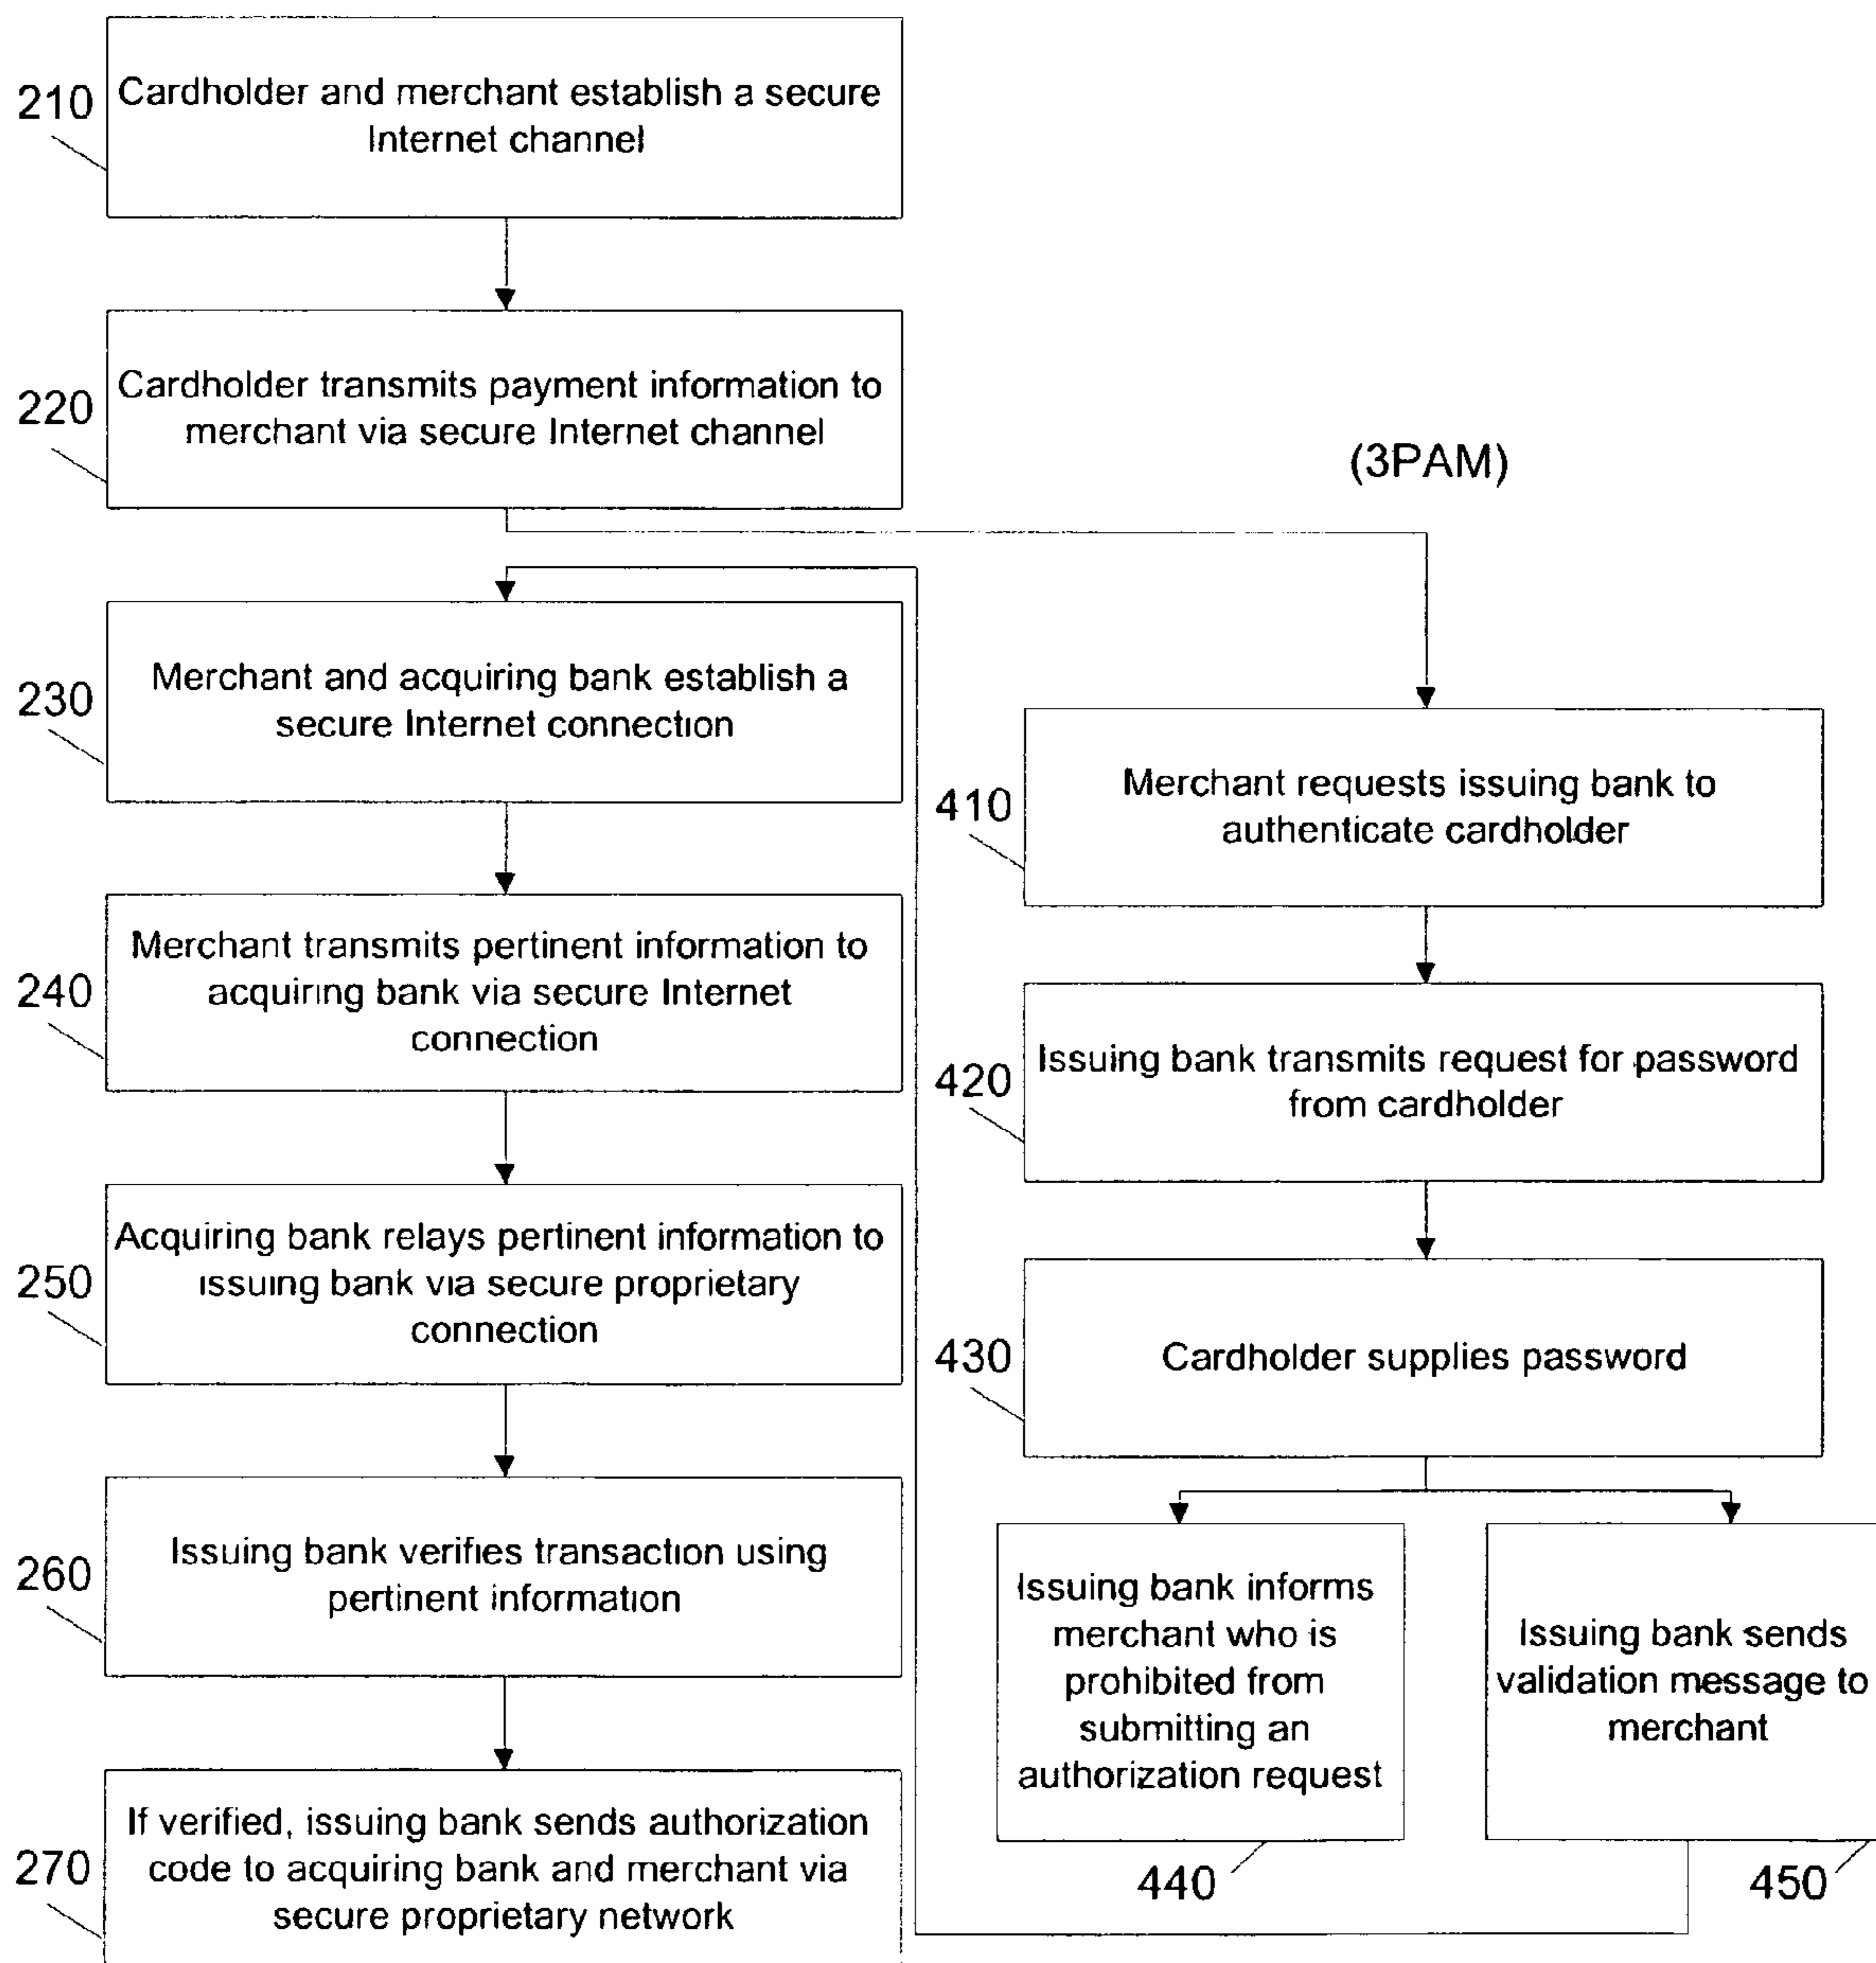 210
Cardholder and merchant establish a secure
Internet channel
220
Cardholder transmits payment information to
merchant via secure Internet channel
(3PAM)
230
Merchant and acquiring bank establish a
secure Internet connection
240
Merchant transmits pertinent information to
acquiring bank via secure Internet
connection
250
Acquiring bank relays pertinent information to
issuing bank via secure proprietary
connection
260
Issuing bank verifies transaction using
pertinent information
270
If verified, issuing bank sends authorization
code to acquiring bank and merchant via
secure proprietary network
410
Merchant requests issuing bank to
authenticate cardholder
420
Issuing bank transmits request for password
from cardholder
430
Cardholder supplies password
Issuing bank informs
merchant who is
prohibited from
submitting an
authorization request
440
Issuing bank sends
validation message to
merchant
450